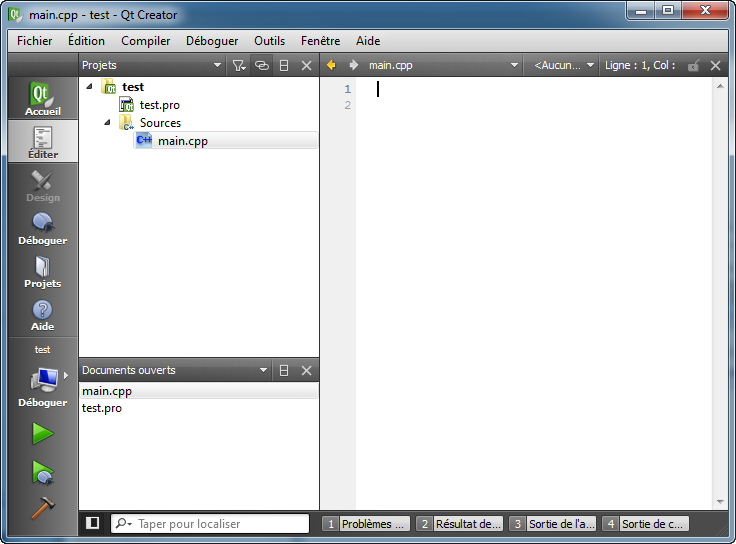 main.cpp - test - Qt Creator
Fichier Édition Compiler Déboguer Outils Fenêtre Aide
Projets
main.cpp
<Aucun...
Ligne : 1, Col :
Qt
Accueil
Éditer
Design
Déboguer
Projets
Aide
test
Déboguer
test
test.pro
Sources
C++ main.cpp
1
2
Documents ouverts
main.cpp
test.pro
Taper pour localiser
1 Problèmes ...
2 Résultat de...
3 Sortie de l'a...
4 Sortie de c...